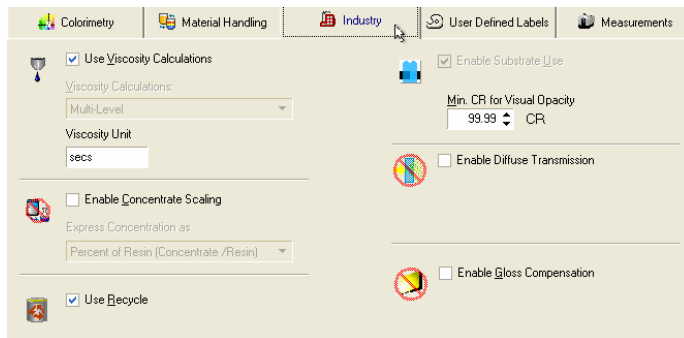 Colorimetry
Material Handling
Industry
User Defined Labels
Measurements
Use Viscosity Calculations
Viscosity Calculations:
Multi-Level
Viscosity Unit
secs
Enable Concentrate Scaling
Express Concentration as
Percent of Resin (Concentrate /Resin)
Use Recycle
Enable Substrate Use
Min. CR for Visual Opacity
99.99 CR
Enable Diffuse Transmission
Enable Gloss Compensation